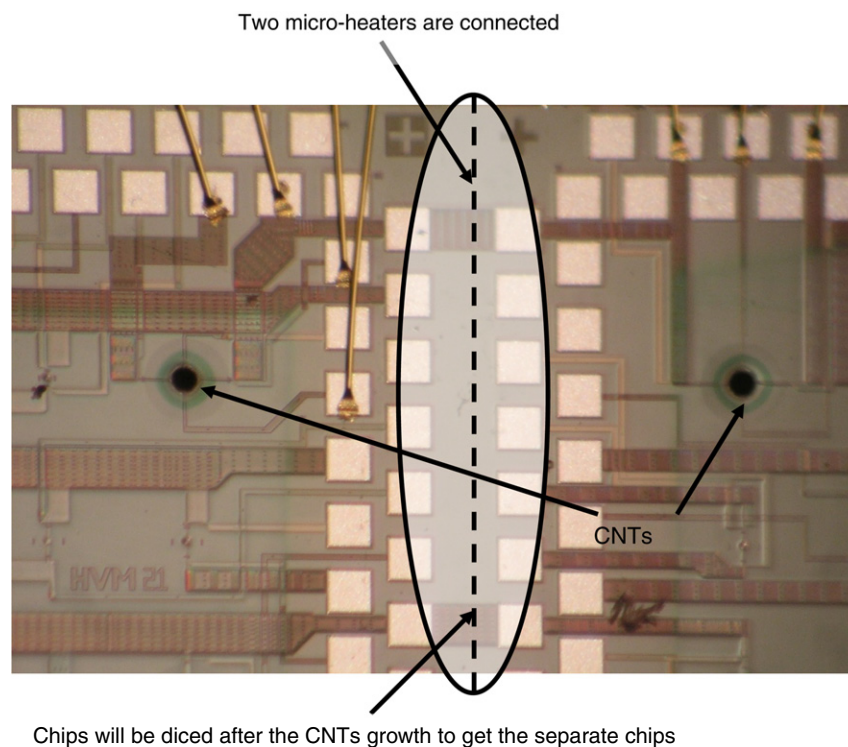 Two micro-heaters are connected
CNTs
HVM 21
Chips will be diced after the CNTs growth to get the separate chips